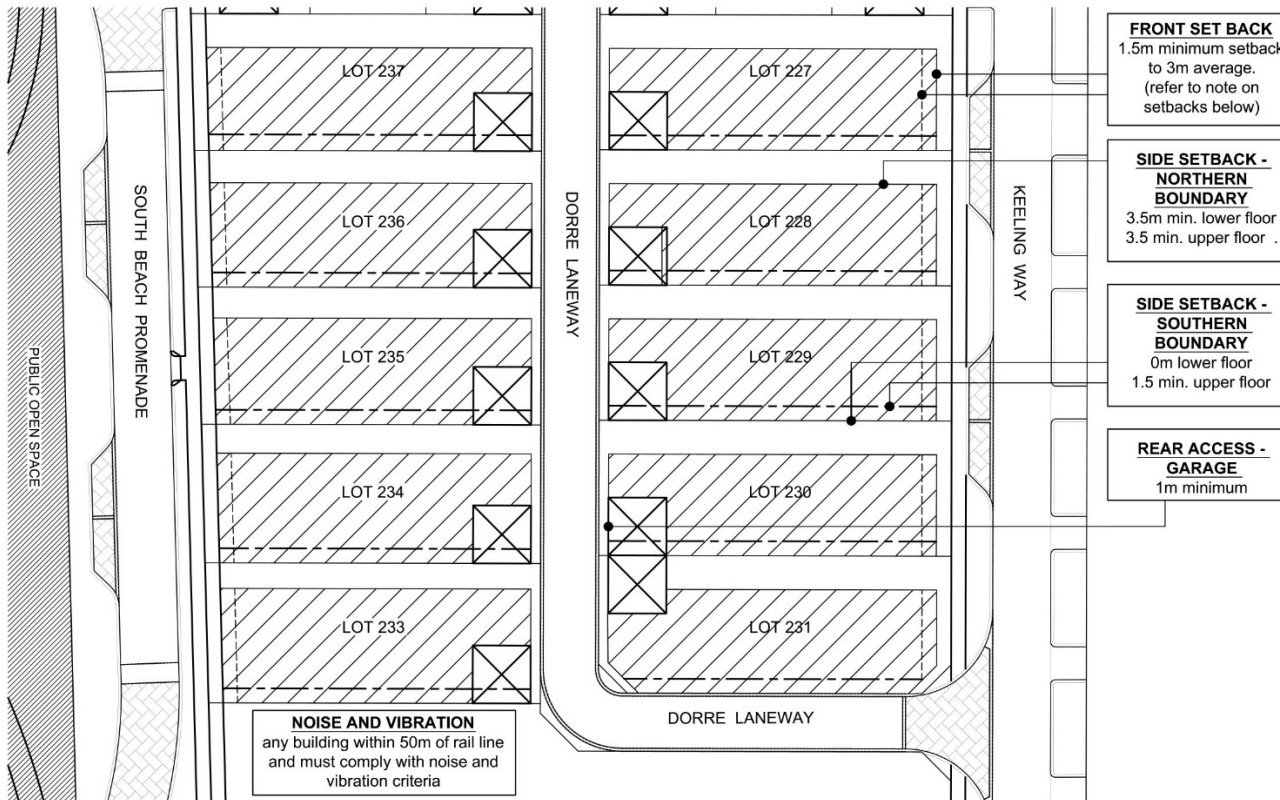 LOT 237
LOT 227
LOT 236
LOT 228
LOT 235
LOT 229
LOT 234
LOT 230
LOT 233
LOT 231
PUBLIC OPEN SPACE
SOUTH BEACH PROMENADE
DORRE LANEWAY
KEELING WAY
DORRE LANEWAY
FRONT SET BACK
1.5m minimum setback
to 3m average.
(refer to note on
setbacks below)
SIDE SETBACK -
NORTHERN
BOUNDARY
3.5m min. lower floor
3.5 min. upper floor .
SIDE SETBACK -
SOUTHERN
BOUNDARY
0m lower floor
1.5 min. upper floor
REAR ACCESS -
GARAGE
1m minimum
NOISE AND VIBRATION
any building within 50m of rail line
and must comply with noise and
vibration criteria